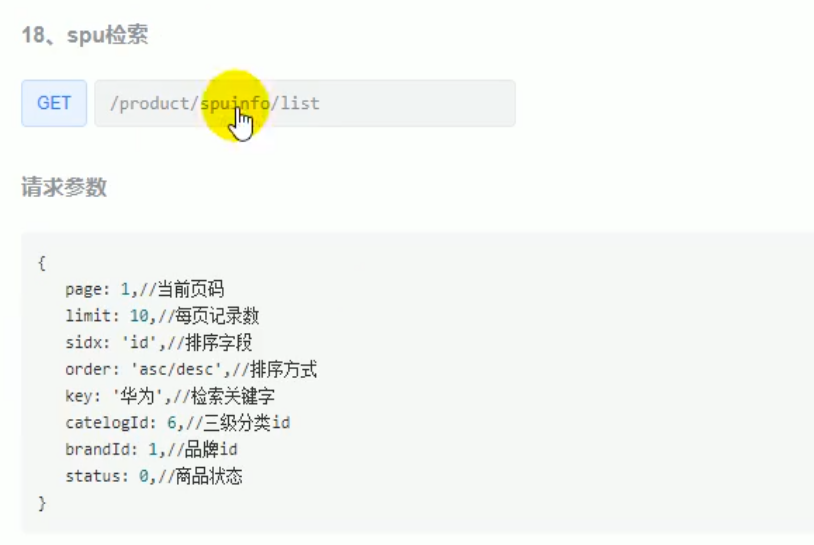 18、spu检索
GET /product/spuinfo/list
请求参数
{
page: 1,//当前页码
limit: 10,//每页记录数
sidx: 'id',//排序字段
order: 'asc/desc',//排序方式
key: '华为',//检索关键字
catelogId: 6,//三级分类id
brandId: 1,//品牌id
status: 0,//商品状态
}